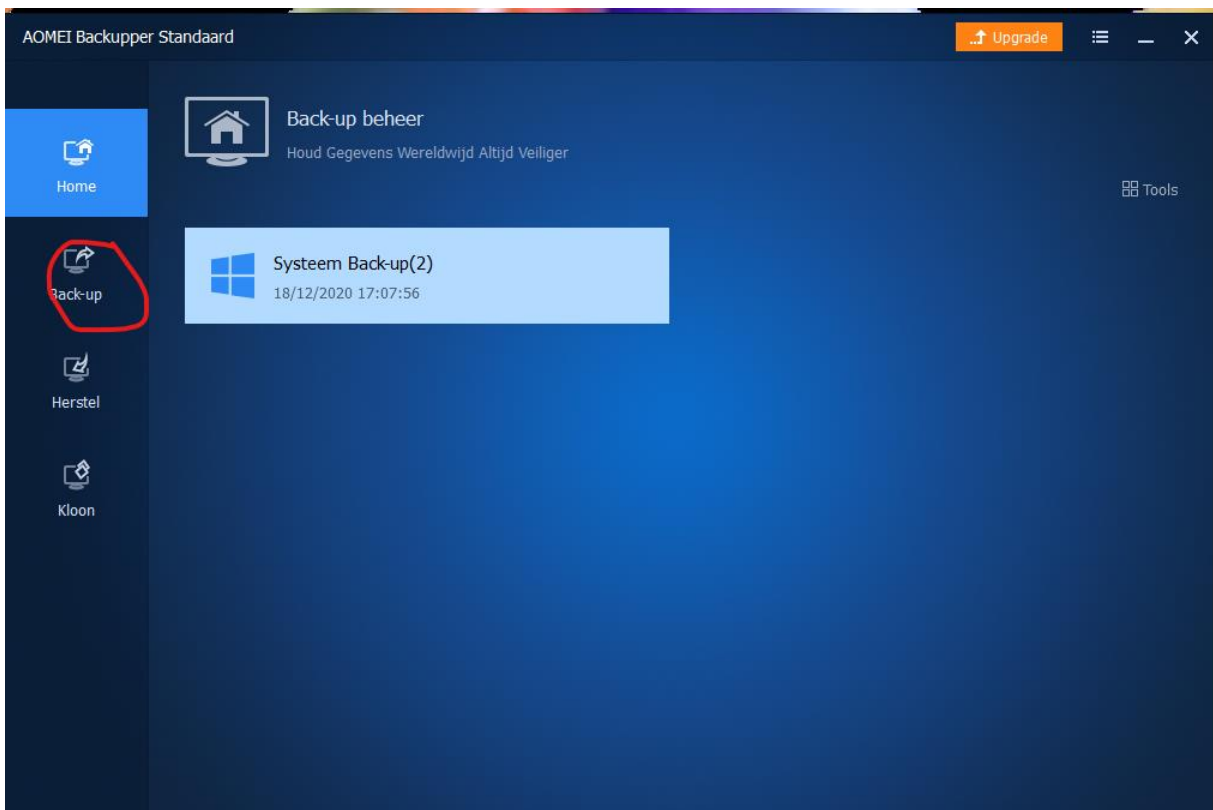 AOMEI Backupper Standaard
Upgrade
Back-up beheer
Houd Gegevens Wereldwijd Altijd Veiliger
Home
Tools
Systeem Back-up(2)
18/12/2020 17:07:56
Back-up
Herstel
Kloon